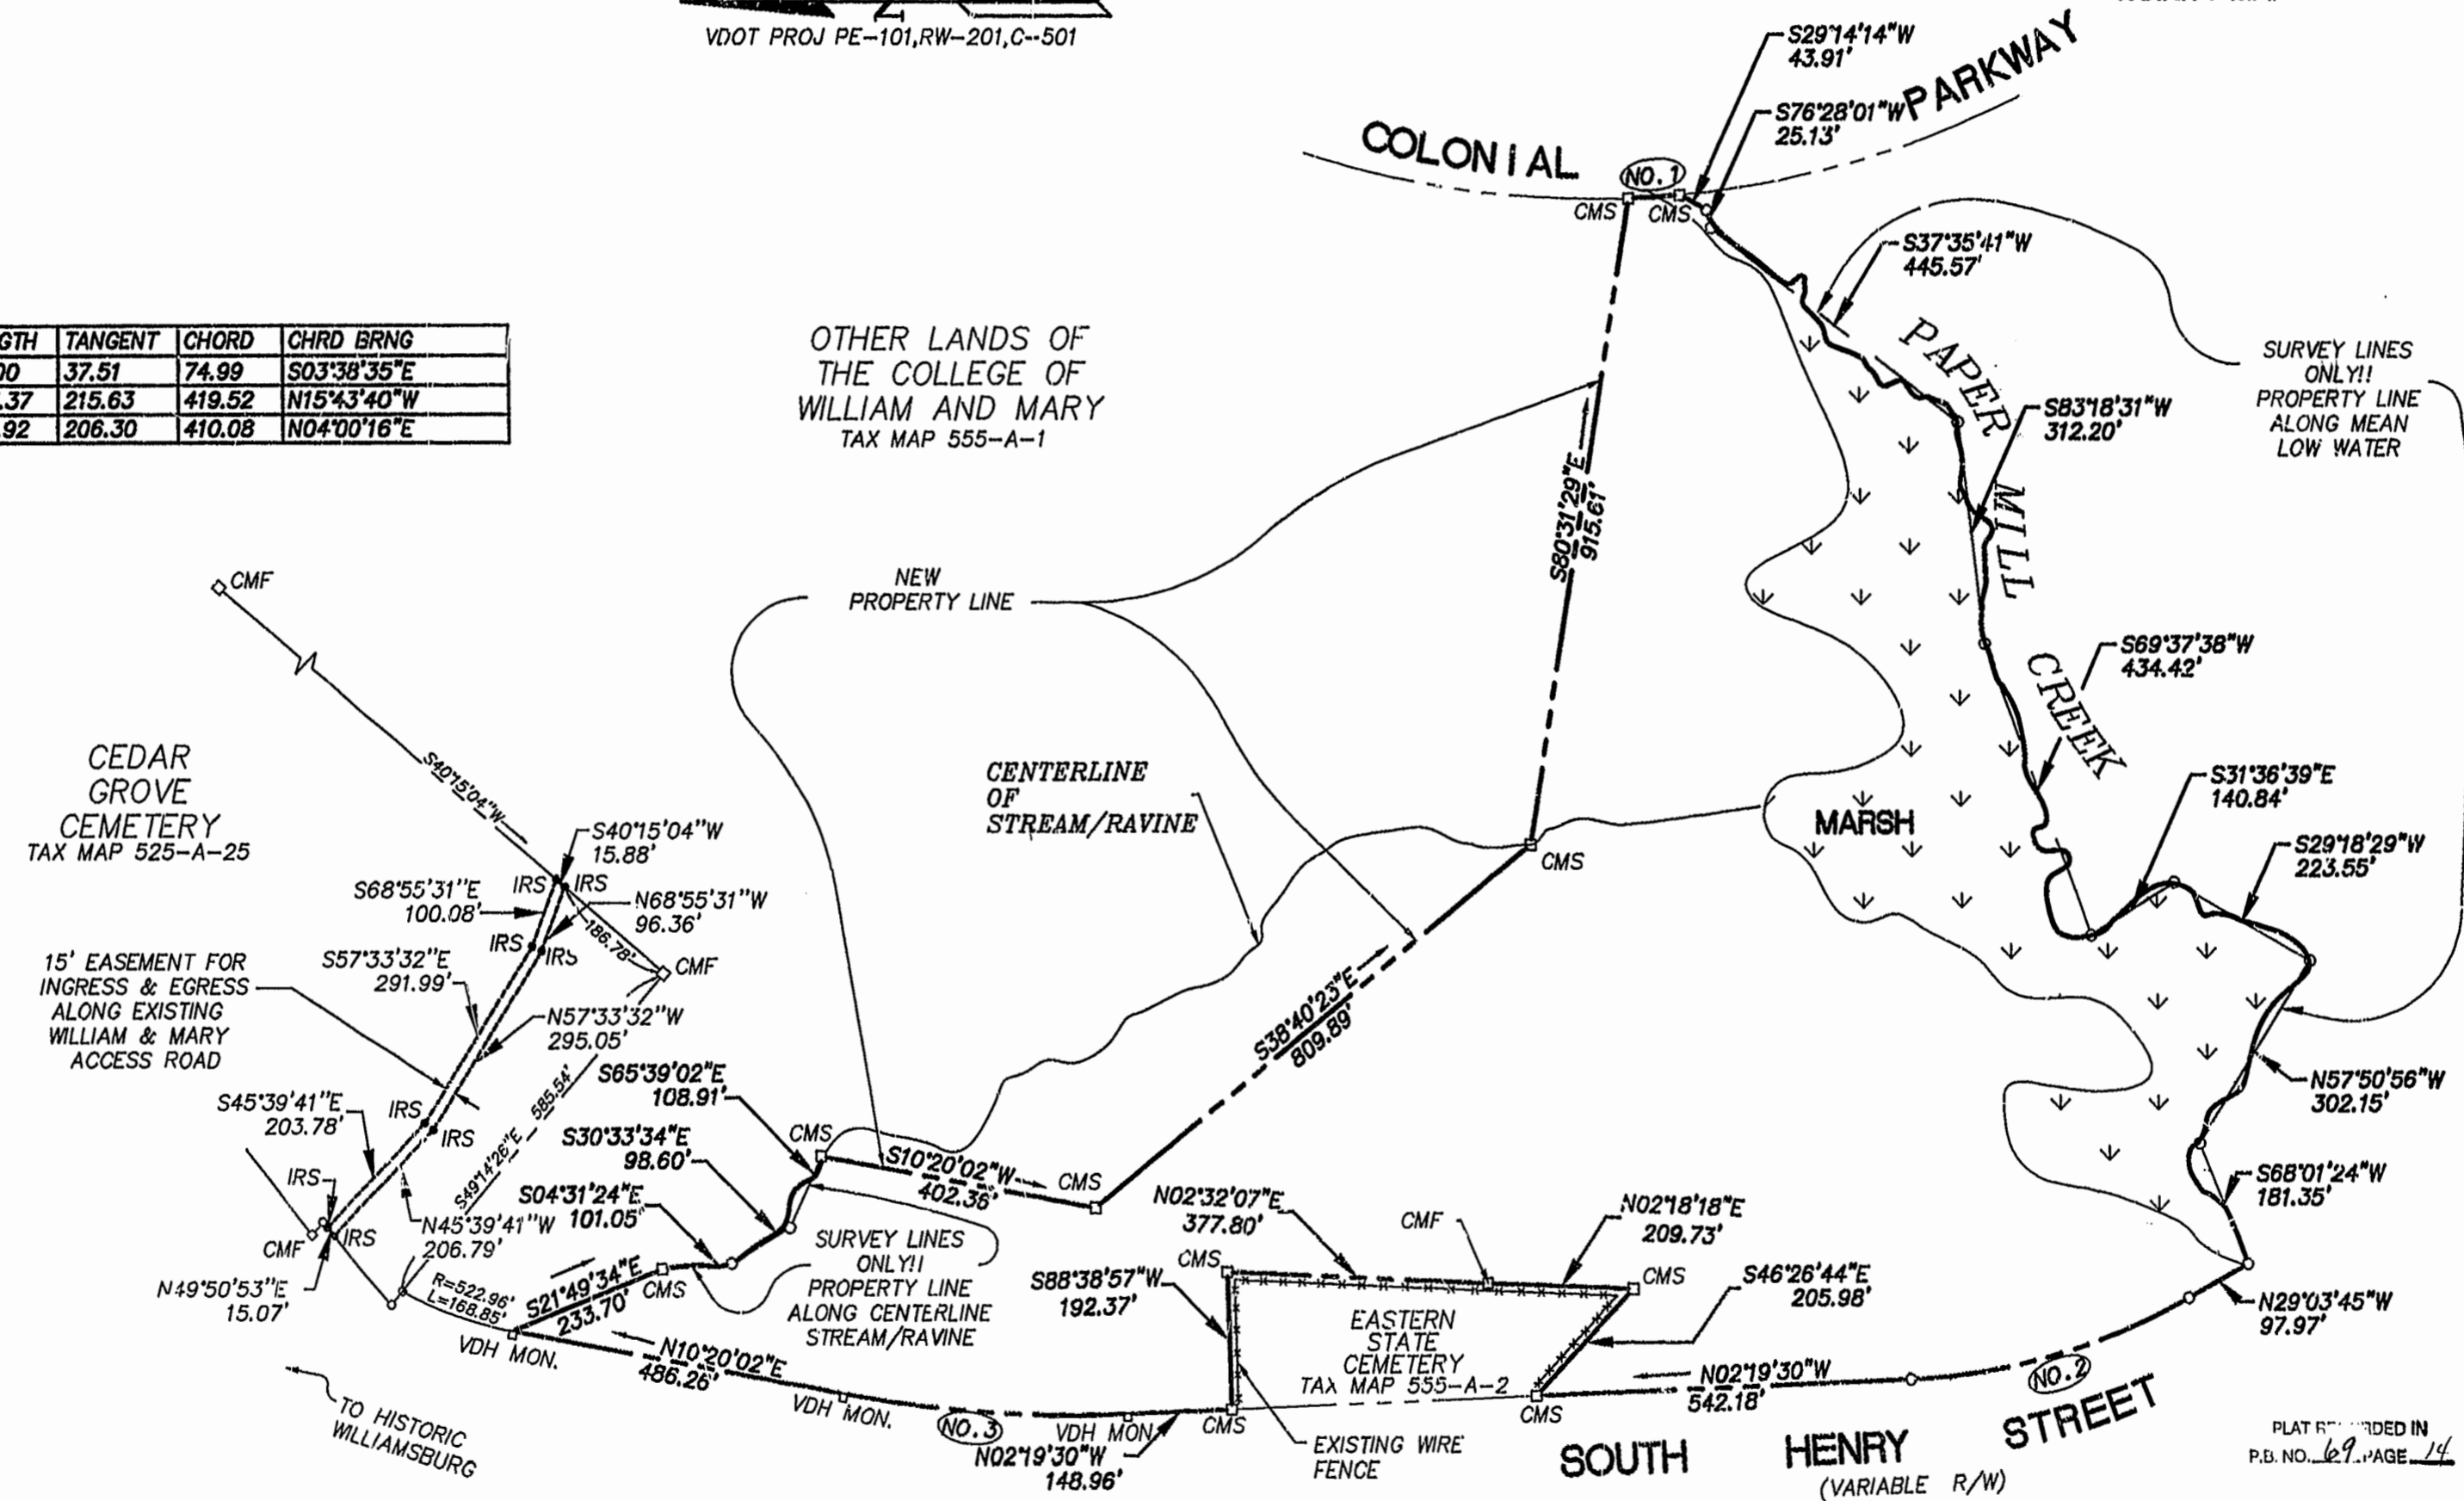 VDOT PROJ PE-101,RW-201,C--501
S29°14'14"W
43.91'
S76°28'01"W
25.13'
COLONIAL
PARKWAY
NO. 1
CMS
CMS
S37°35'41"W
445.57'
TANGENT CHORD CHRD BRNG
37.51 74.99 S03°38'35"E
215.63 419.52 N15°43'40"W
206.30 410.08 N04°00'16"E
OTHER LANDS OF
THE COLLEGE OF
WILLIAM AND MARY
TAX MAP 555-A-1
PAPER
MILL
CREEK
SURVEY LINES
ONLY!!
PROPERTY LINE
ALONG MEAN
LOW WATER
S83°18'31"W
312.20'
S80°31'29"E
915.61'
NEW
PROPERTY LINE
CMF
S69°37'38"W
434.42'
CEDAR
GROVE
CEMETERY
TAX MAP 525-A-25
S40°15'04"W
CENTERLINE
OF
STREAM/RAVINE
S31°36'39"E
140.84'
MARSH
S29°18'29"W
223.55'
CMS
S40°15'04"W
15.88'
IRS
IRS
S68°55'31"E
100.08'
N68°55'31"W
96.36'
186.78'
IRS
IRS
CMF
15' EASEMENT FOR
INGRESS & EGRESS
ALONG EXISTING
WILLIAM & MARY
ACCESS ROAD
S57°33'32"E
291.99'
N57°33'32"W
295.05'
S38°40'23"E
809.89'
S65°39'02"E
108.91'
S49°14'26"E 585.54'
S45°39'41"E
203.78'
IRS
IRS
N57°50'56"W
302.15'
S30°33'34"E
98.60'
CMS
S10°20'02"W
402.36'
CMS
IRS
S04°31'24"E
101.05'
N02°32'07"E
377.80'
CMF
N02°18'18"E
209.73'
S68°01'24"W
181.35'
CMF
IRS
N45°39'41"W
206.79'
SURVEY LINES
ONLY!!
PROPERTY LINE
ALONG CENTERLINE
STREAM/RAVINE
CMS
S88°38'57"W
192.37'
CMS
S46°26'44"E
205.98'
N49°50'53"E
15.07'
R=522.96'
L=168.85'
S21°49'34"E
233.70'
CMS
EASTERN
STATE
CEMETERY
TAX MAP 555-A-2
N29°03'45"W
97.97'
VDH MON.
N10°20'02"E
486.26'
N02°19'30"W
542.18'
NO.2
TO HISTORIC
WILLIAMSBURG
VDH MON.
NO.3
VDH MON.
CMS
CMS
N02°19'30"W
148.96'
EXISTING WIRE
FENCE
SOUTH HENRY STREET
(VARIABLE R/W)
PLAT IN
P.B. NO. 69 PAGE 14